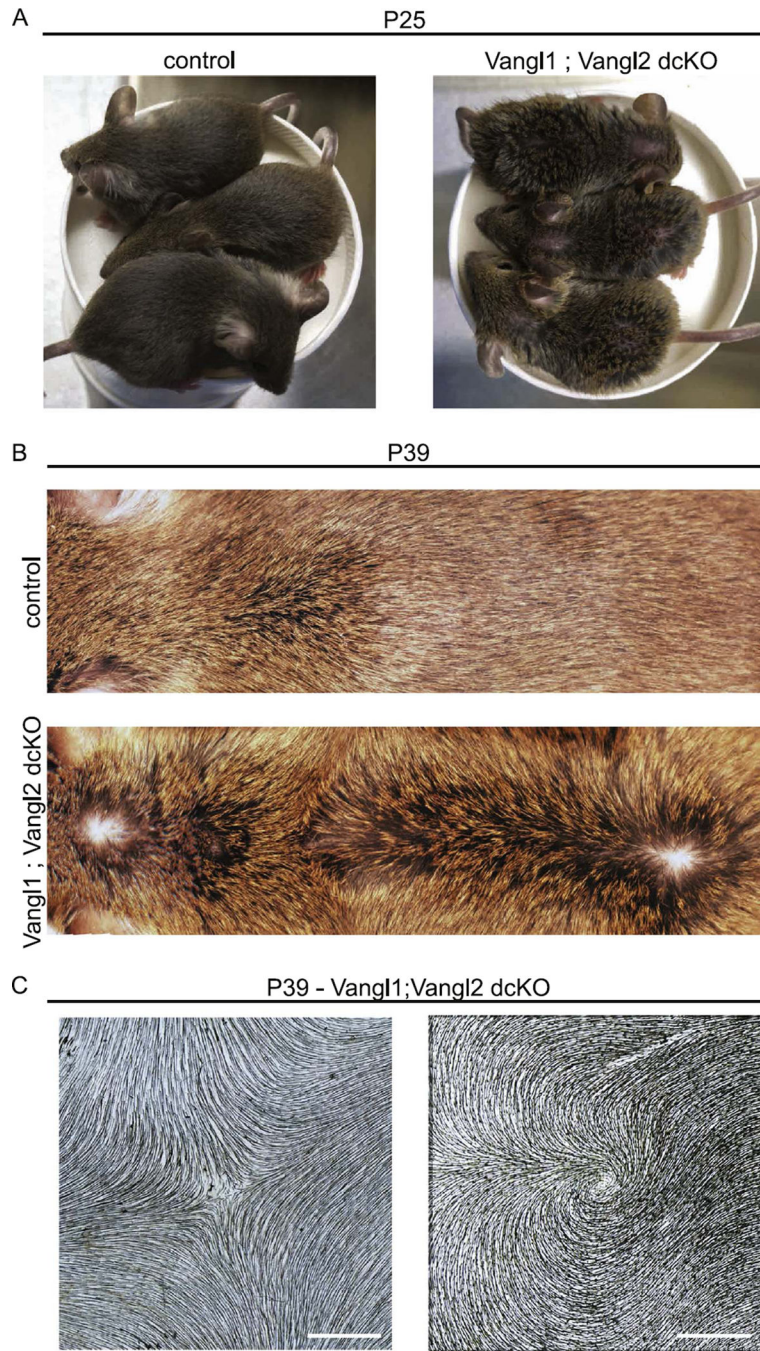 A
P25
control
Vangl1 ; Vangl2 dcKO
B
P39
control
Vangl1 ; Vangl2 dcKO
C
P39 - Vangl1;Vangl2 dcKO